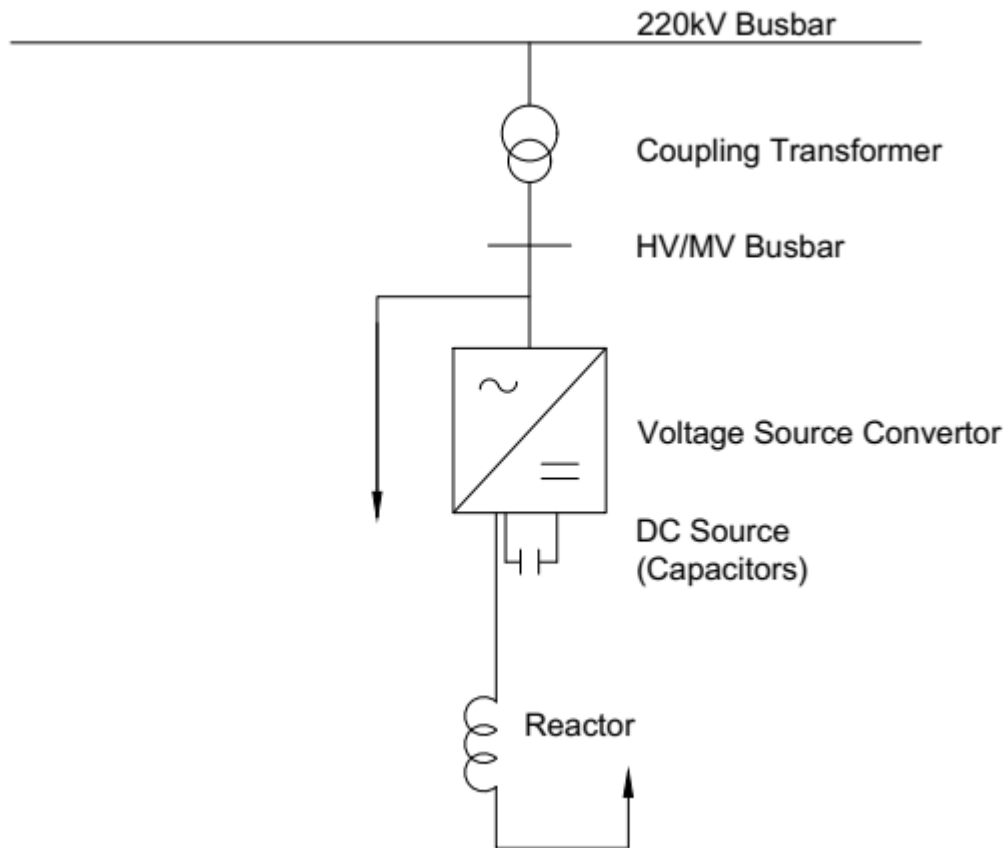 220kV Busbar
Coupling Transformer
HV/MV Busbar
Voltage Source Convertor
DC Source
(Capacitors)
Reactor